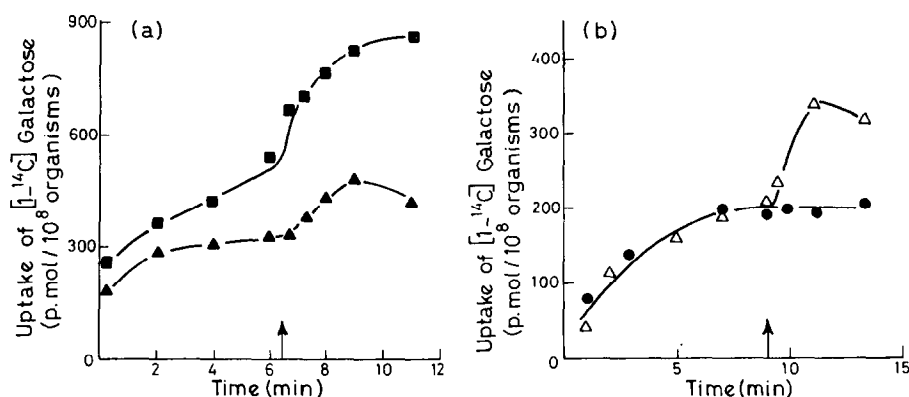 (a)
900
600
300
0
2
4
6
8
10
12
Time (min)
Uptake of [1-¹⁴C] Galactose
(p.mol/10⁸ organisms)
(b)
400
300
200
100
0
5
10
15
Time (min)
Uptake of [1-¹⁴C] Galactose
(p.mol/10⁸ organisms)